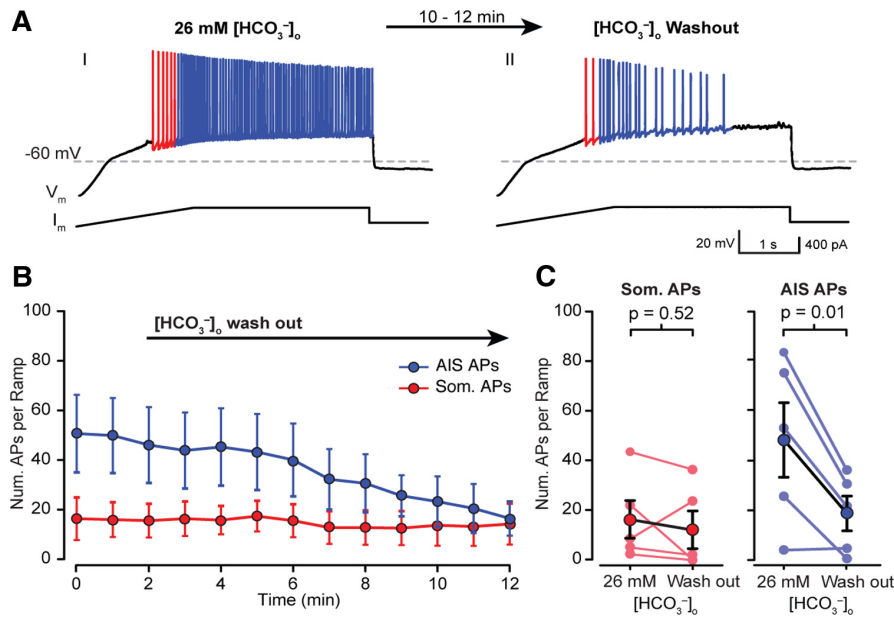 A
26 mM [HCO₃⁻]ₒ
10 - 12 min
[HCO₃⁻]ₒ Washout
I
II
-60 mV
Vₘ
Iₘ
20 mV
1 s
400 pA
B
100
80
60
40
20
0
Num. APs per Ramp
[HCO₃⁻]ₒ wash out
AIS APs
Som. APs
0 2 4 6 8 10 12
Time (min)
C
Som. APs
p = 0.52
100
80
60
40
20
0
Num. APs per Ramp
26 mM Wash out
[HCO₃⁻]ₒ
AIS APs
p = 0.01
26 mM Wash out
[HCO₃⁻]ₒ